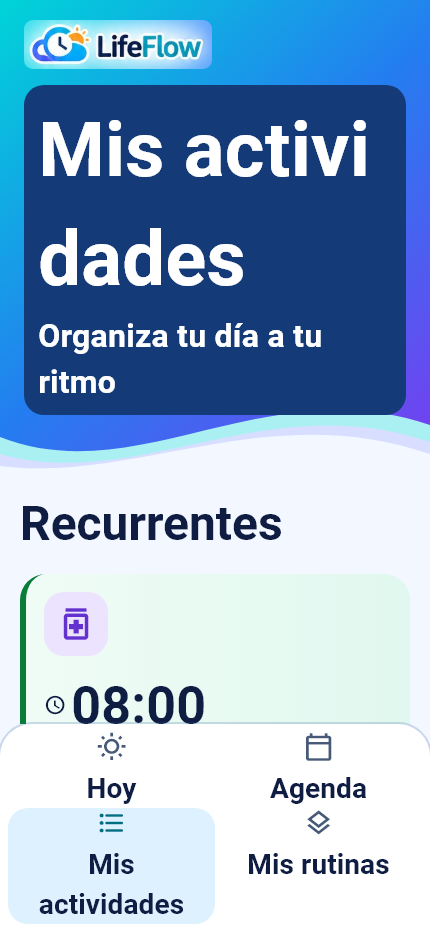 LifeFlow
Mis activi
dades
Organiza tu día a tu
ritmo
Recurrentes
08:00
Hoy
Agenda
Mis
actividades
Mis rutinas